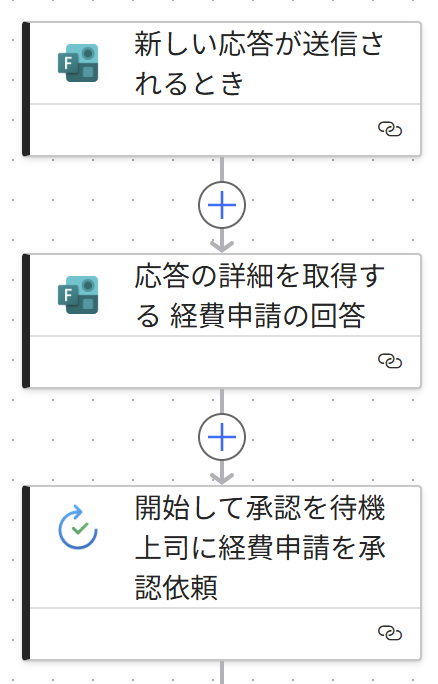 新しい応答が送信さ
れるとき
応答の詳細を取得す
る 経費申請の回答
開始して承認を待機
上司に経費申請を承
認依頼